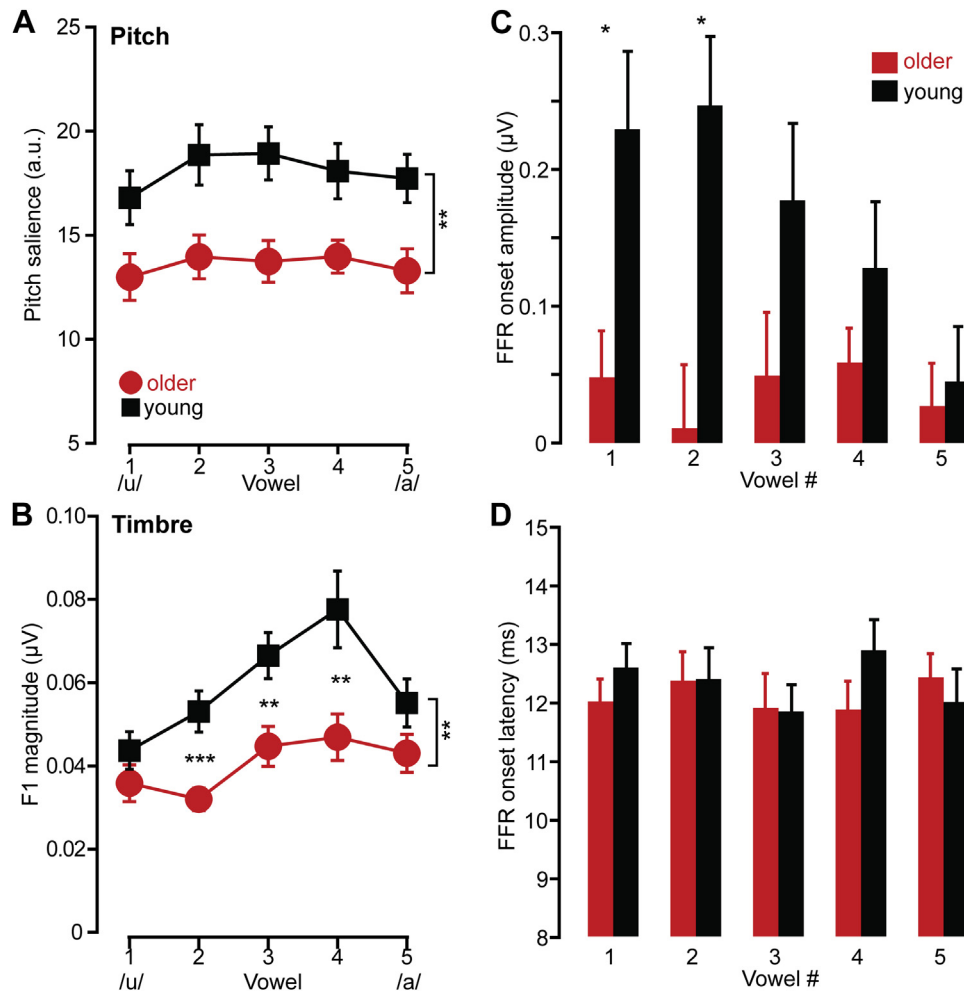 A
Pitch
25
20
15
10
5
Pitch salience (a.u.)
**
older
young
1 2 3 4 5
/u/ Vowel /a/
B
Timbre
0.10
0.08
0.06
0.04
0.02
0
F1 magnitude (µV)
***
**
**
**
1 2 3 4 5
/u/ Vowel /a/
C
0.3
0.2
0.1
0
FFR onset amplitude (µV)
*
*
older
young
1 2 3 4 5
Vowel #
D
15
14
13
12
11
10
9
8
FFR onset latency (ms)
1 2 3 4 5
Vowel #